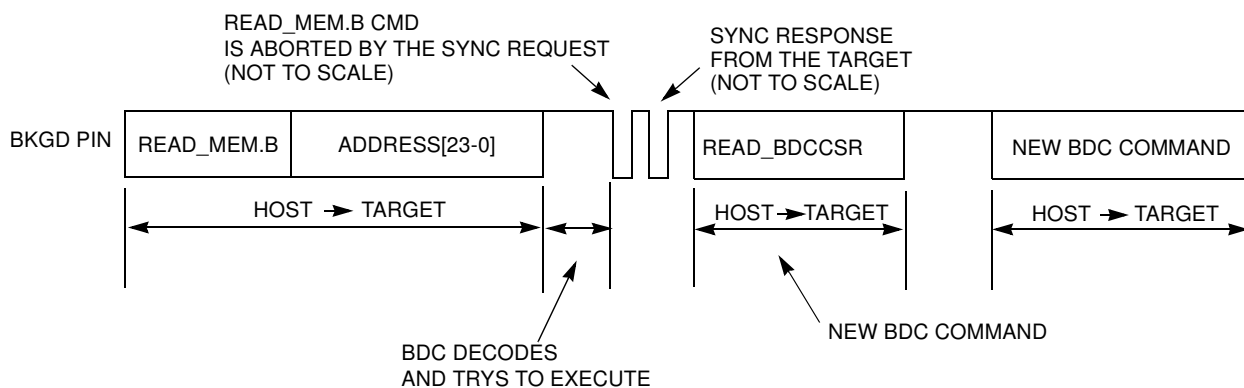 READ_MEM.B CMD
IS ABORTED BY THE SYNC REQUEST
(NOT TO SCALE)
SYNC RESPONSE
FROM THE TARGET
(NOT TO SCALE)
BKGD PIN
READ_MEM.B
ADDRESS[23-0]
READ_BDCCSR
NEW BDC COMMAND
HOST → TARGET
HOST → TARGET
HOST → TARGET
NEW BDC COMMAND
BDC DECODES
AND TRYS TO EXECUTE